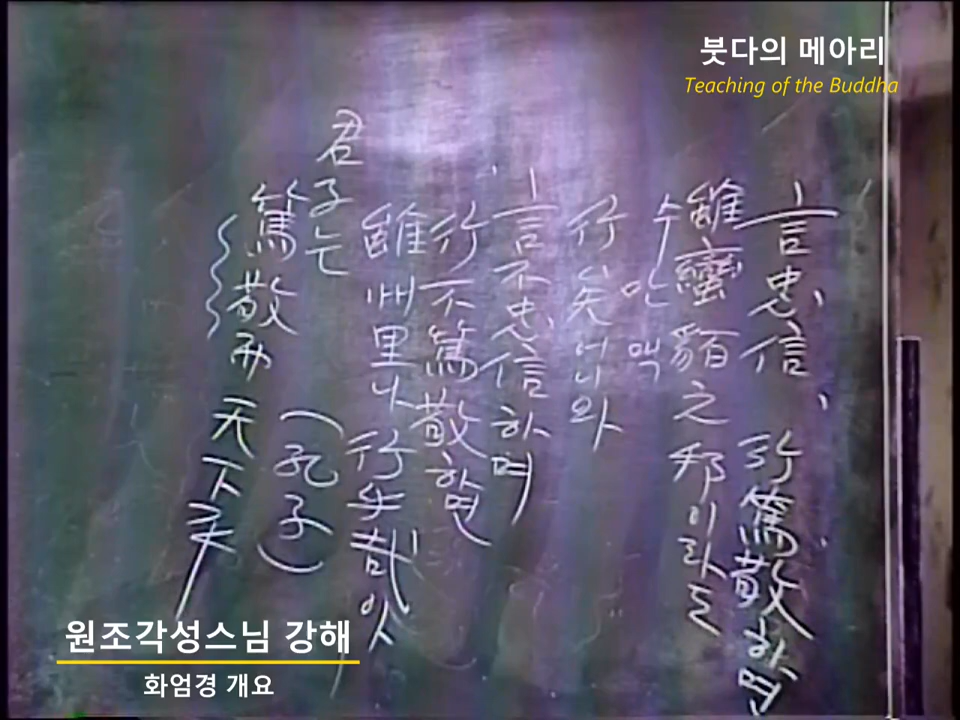 붓다의 메아리
Teaching of the Buddha
言忠信 行篤敬하면
雖蠻貊之邦이라도
수 만 맥
行矣어니와
言不忠信하며
行不篤敬하면
雖州里나 行乎哉
君子는
(孔子)
篤敬而天下平
원조각성스님 강해
화엄경 개요